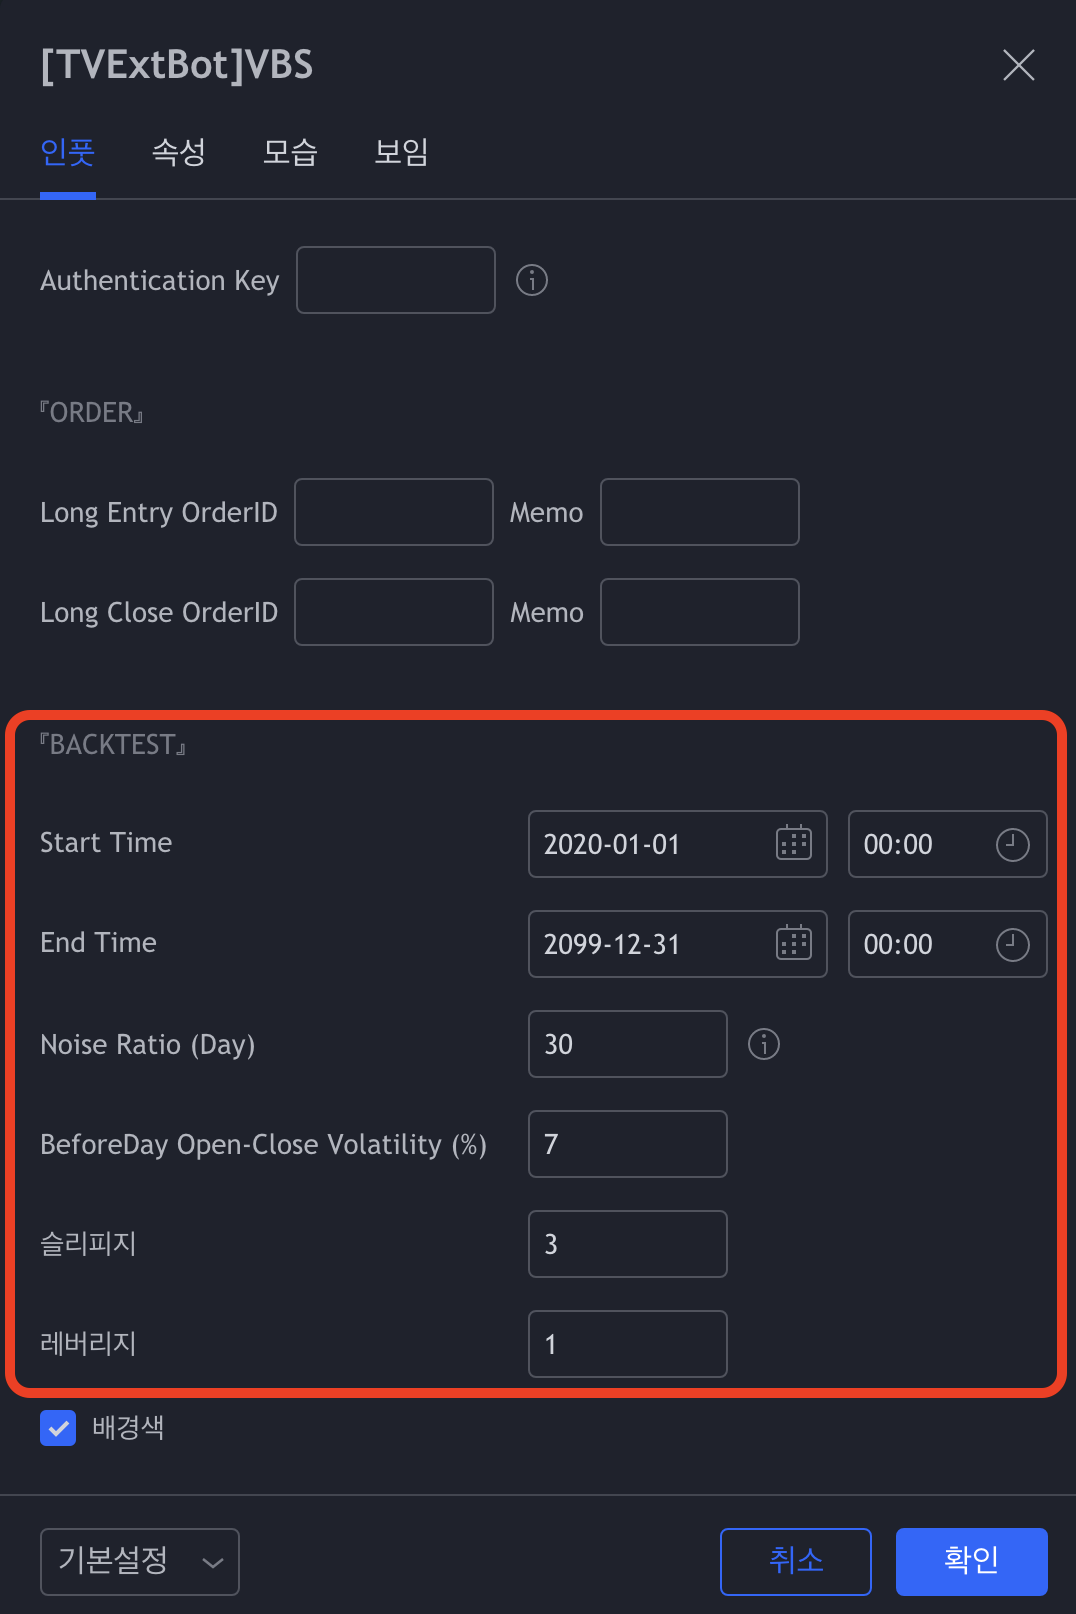 [TVExtBot]VBS
인풋 속성 모습 보임
Authentication Key
『ORDER』
Long Entry OrderID Memo
Long Close OrderID Memo
『BACKTEST』
Start Time 2020-01-01 00:00
End Time 2099-12-31 00:00
Noise Ratio (Day) 30
BeforeDay Open-Close Volatility (%) 7
슬리피지 3
레버리지 1
배경색
기본설정 취소 확인